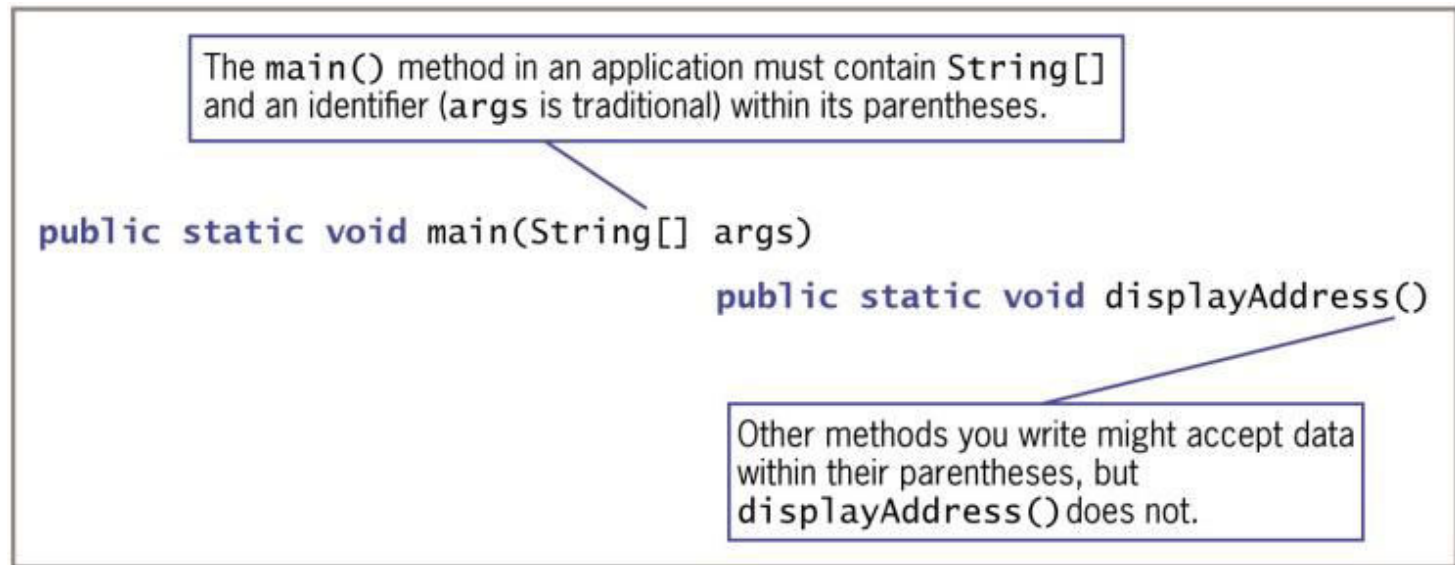 The main() method in an application must contain String[]
and an identifier (args is traditional) within its parentheses.
public static void main(String[] args)
public static void displayAddress()
Other methods you write might accept data
within their parentheses, but
displayAddress() does not.